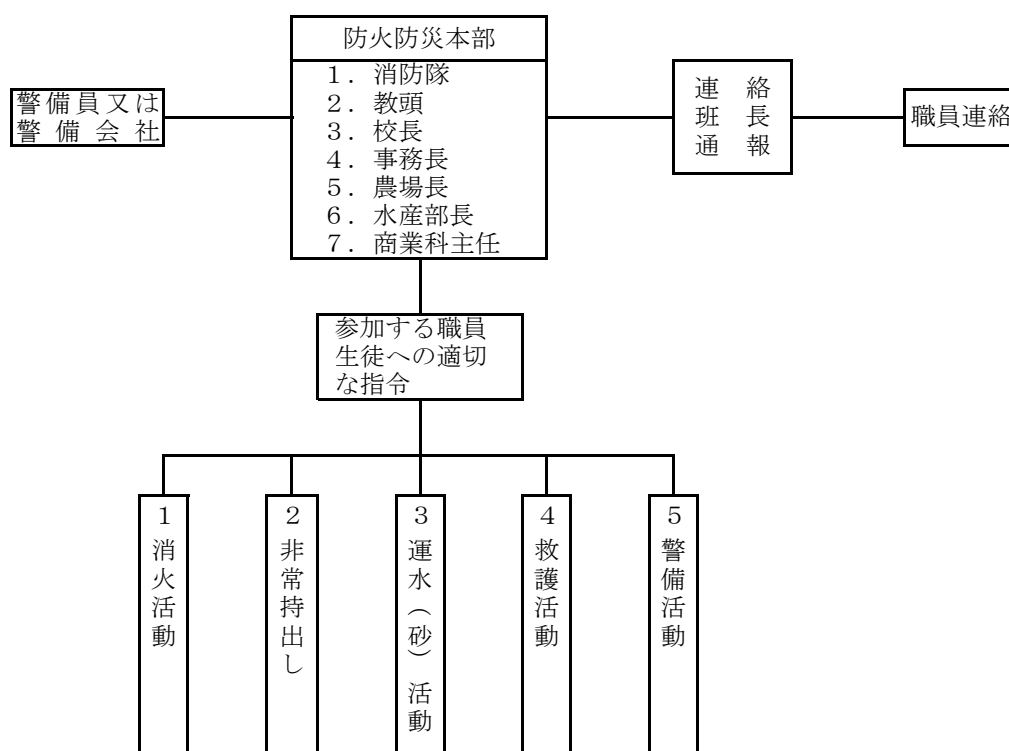 防火防災本部
１．消防隊
２．教頭
３．校長
４．事務長
５．農場長
６．水産部長
７．商業科主任
警備員又は
警備会社
連絡
班長
通報
職員連絡
参加する職員
生徒への適切
な指令
１消火活動
２非常持出し
３運水（砂）活動
４救護活動
５警備活動